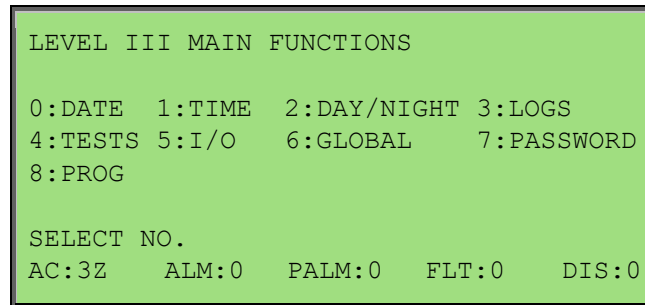 LEVEL III MAIN FUNCTIONS
0:DATE 1:TIME 2:DAY/NIGHT 3:LOGS
4:TESTS 5:I/O 6:GLOBAL 7:PASSWORD
8:PROG
SELECT NO.
AC:3Z ALM:0 PALM:0 FLT:0 DIS:0